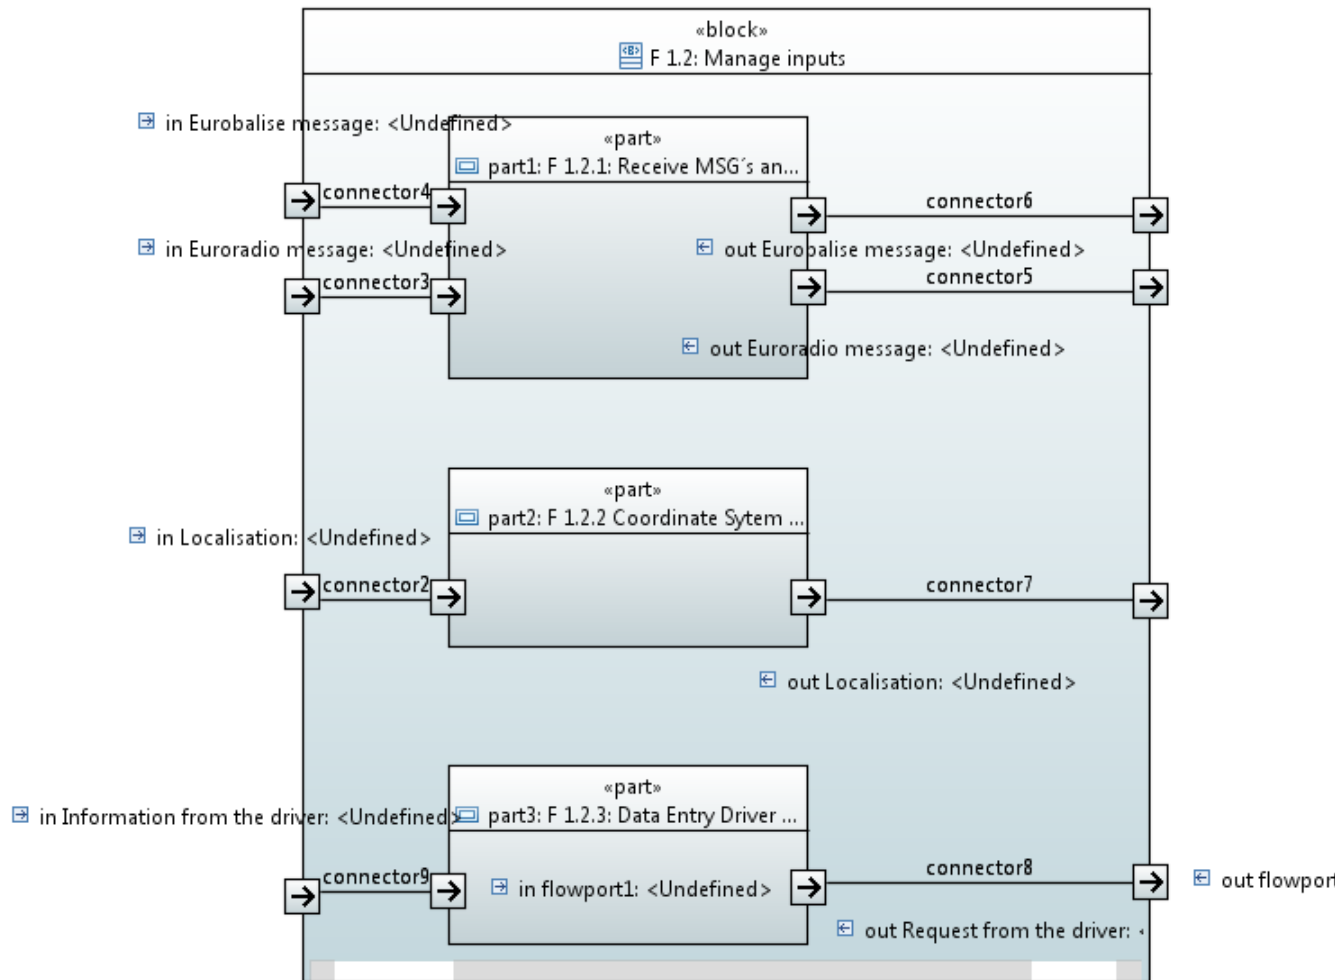 «block»
F 1.2: Manage inputs
in Eurobalise message: <Undefined>
«part»
part1: F 1.2.1: Receive MSG´s an...
connector4
connector6
in Euroradio message: <Undefined>
out Eurobalise message: <Undefined>
connector3
connector5
out Euroradio message: <Undefined>
«part»
part2: F 1.2.2 Coordinate Sytem ...
in Localisation: <Undefined>
connector2
connector7
out Localisation: <Undefined>
«part»
in Information from the driver: <Undefined>
part3: F 1.2.3: Data Entry Driver ...
connector9
connector8
in flowport1: <Undefined>
out flowport
out Request from the driver: <